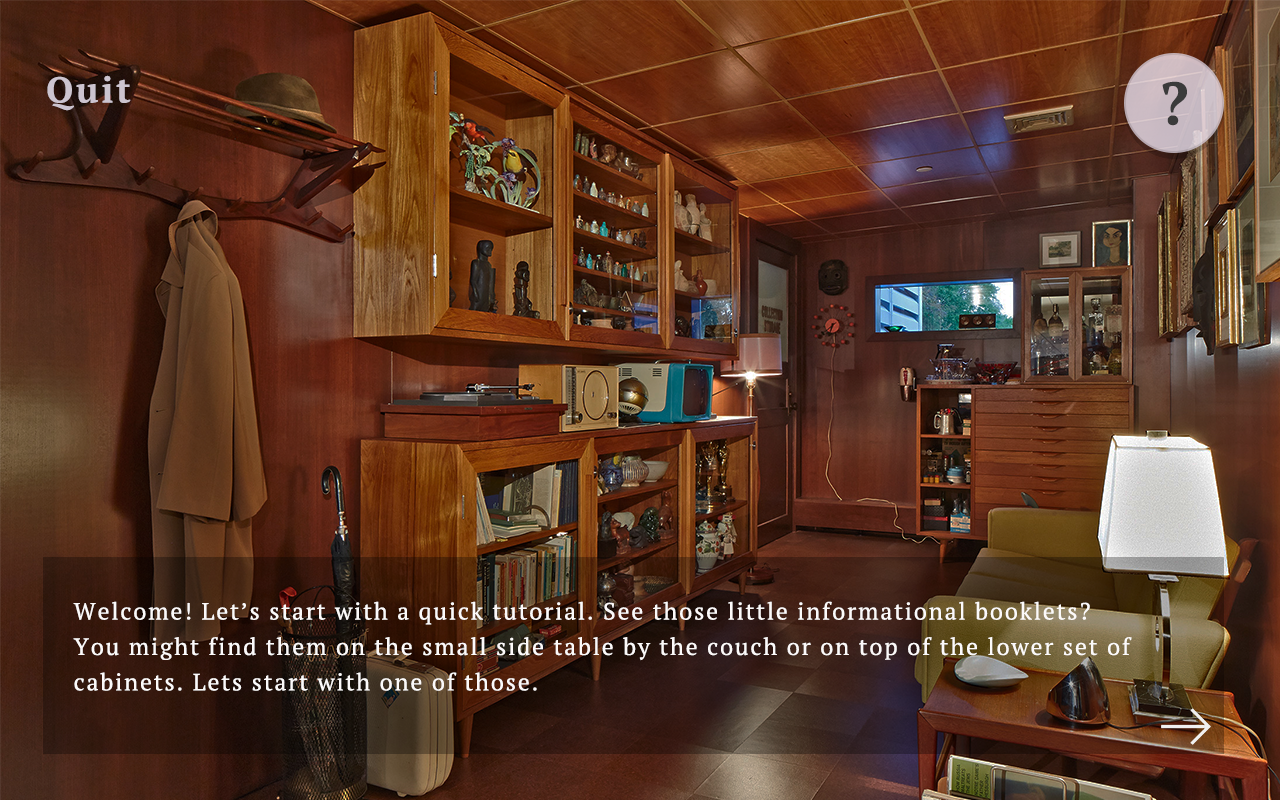 Quit
?
COLLECTION
STORAGE
Welcome! Let’s start with a quick tutorial. See those little informational booklets?
You might find them on the small side table by the couch or on top of the lower set of
cabinets. Lets start with one of those.